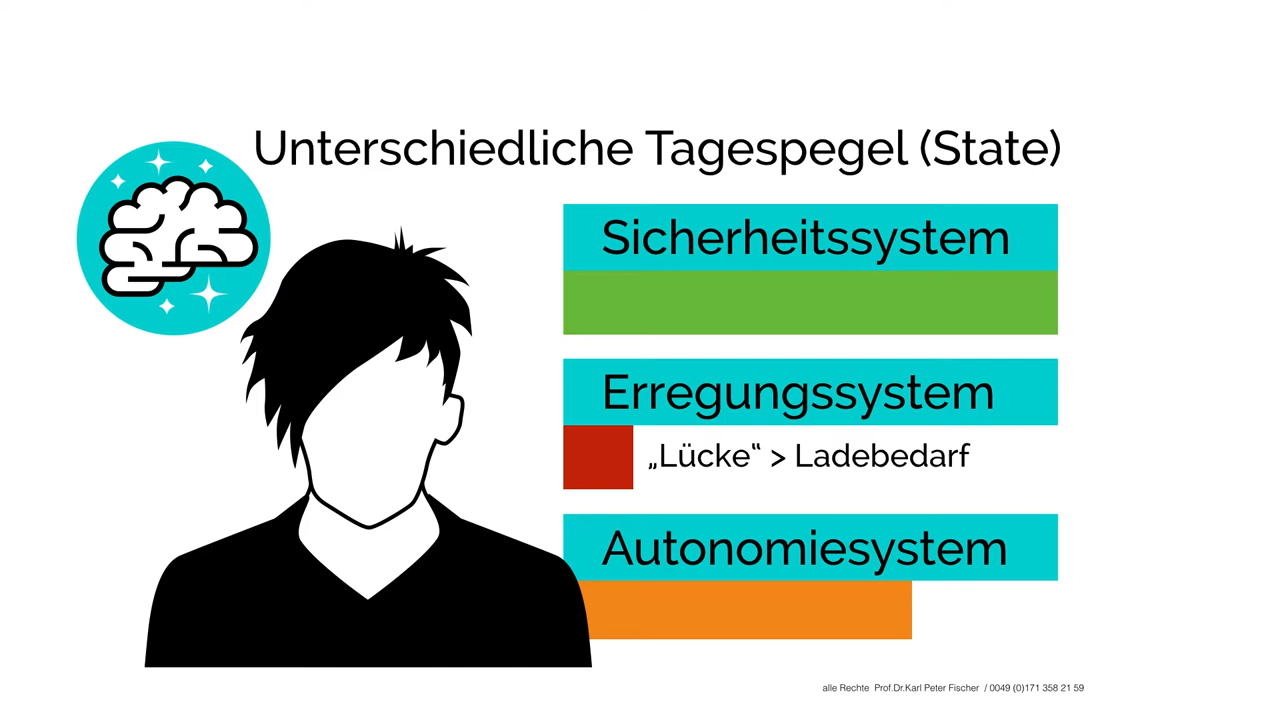 Unterschiedliche Tagespegel (State)
Sicherheitssystem
Erregungssystem
„Lücke‟ > Ladebedarf
Autonomiesystem
alle Rechte Prof.Dr.Karl Peter Fischer / 0049 (0)171 358 21 59